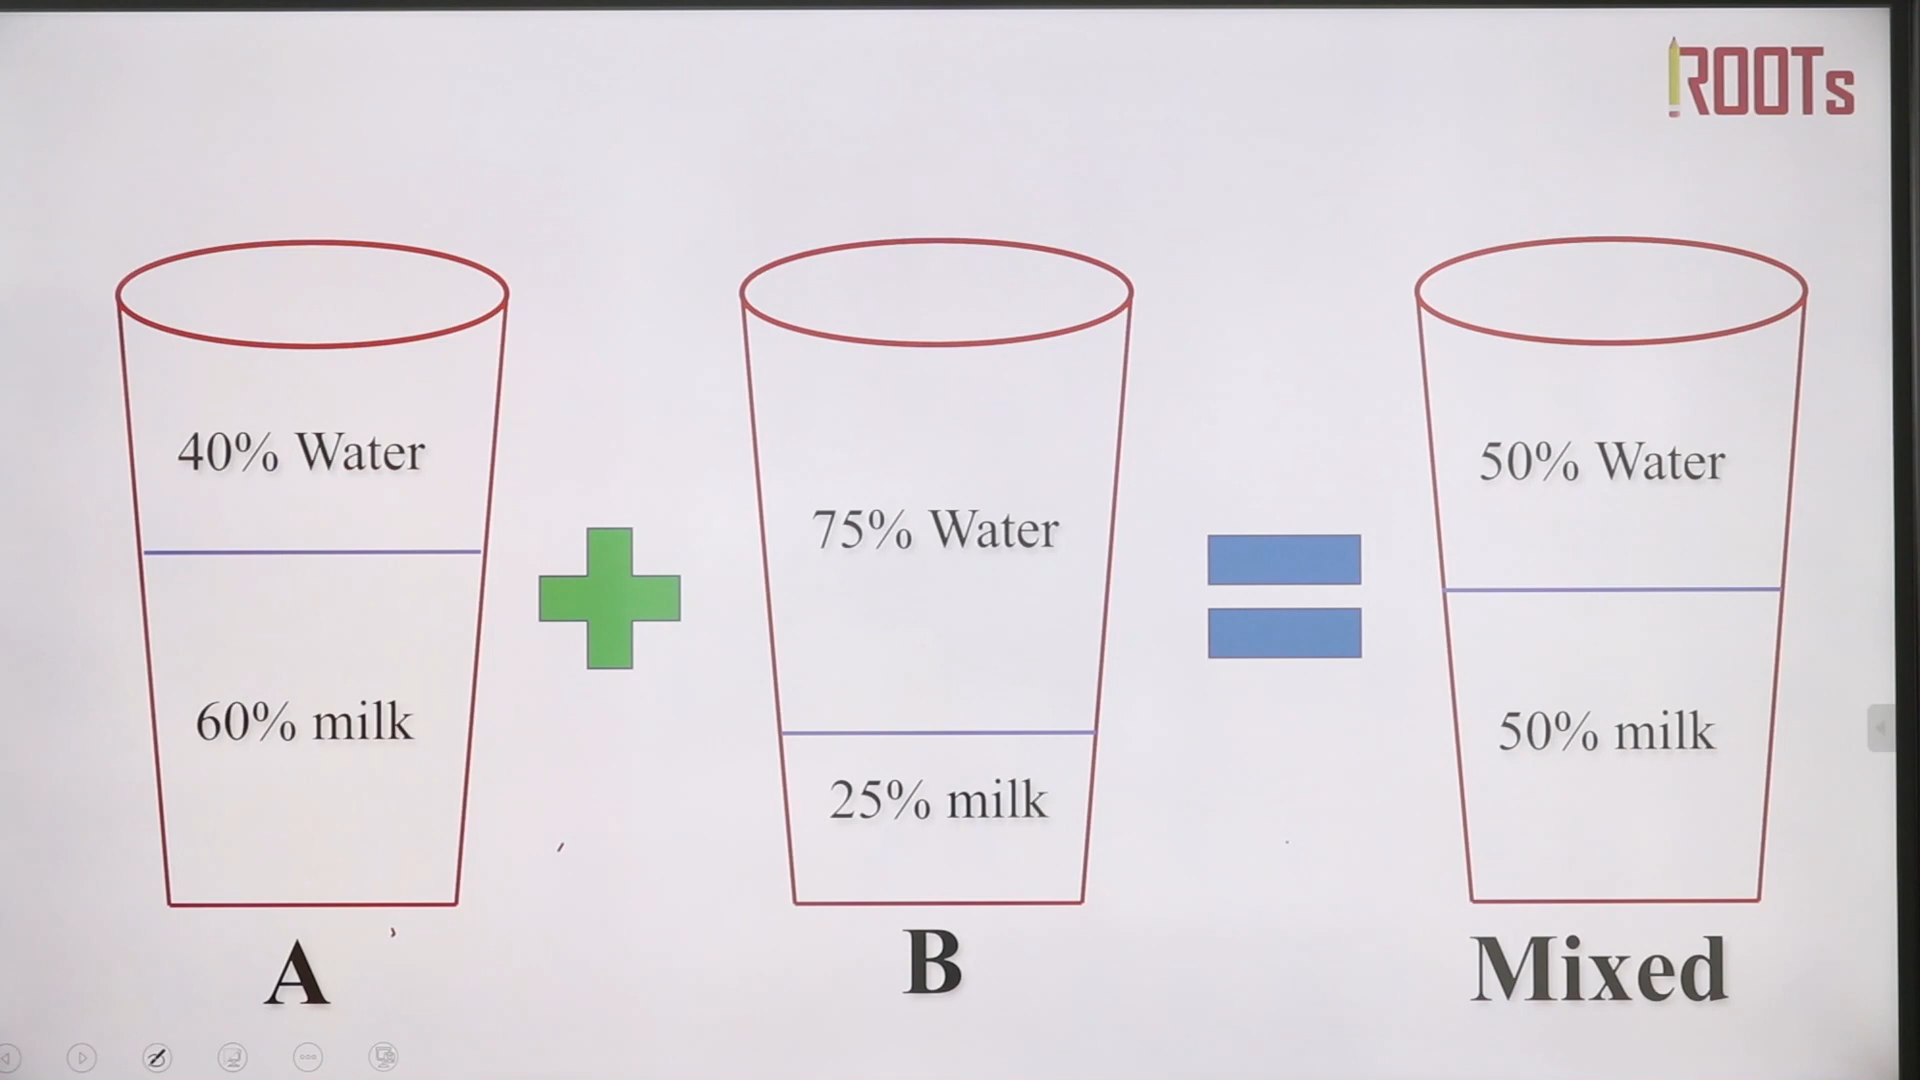 ROOTs
40% Water
60% milk
A
75% Water
25% milk
B
50% Water
50% milk
Mixed